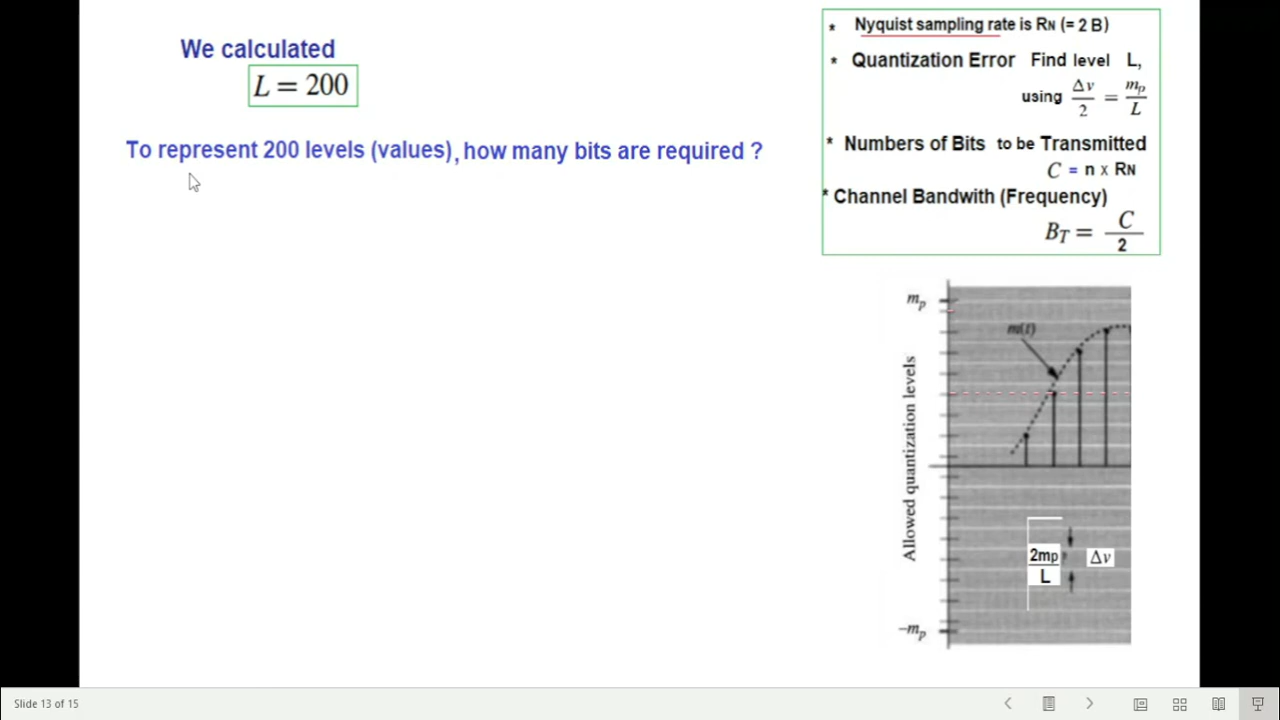 We calculated
L = 200
To represent 200 levels (values), how many bits are required ?
* Nyquist sampling rate is RN (= 2 B)
* Quantization Error Find level L,
using Δv/2 = mp/L
* Numbers of Bits to be Transmitted
C = n x RN
* Channel Bandwith (Frequency)
BT = C/2
mp
m(t)
Allowed quantization levels
2mp/L
Δv
−mp
Slide 13 of 15